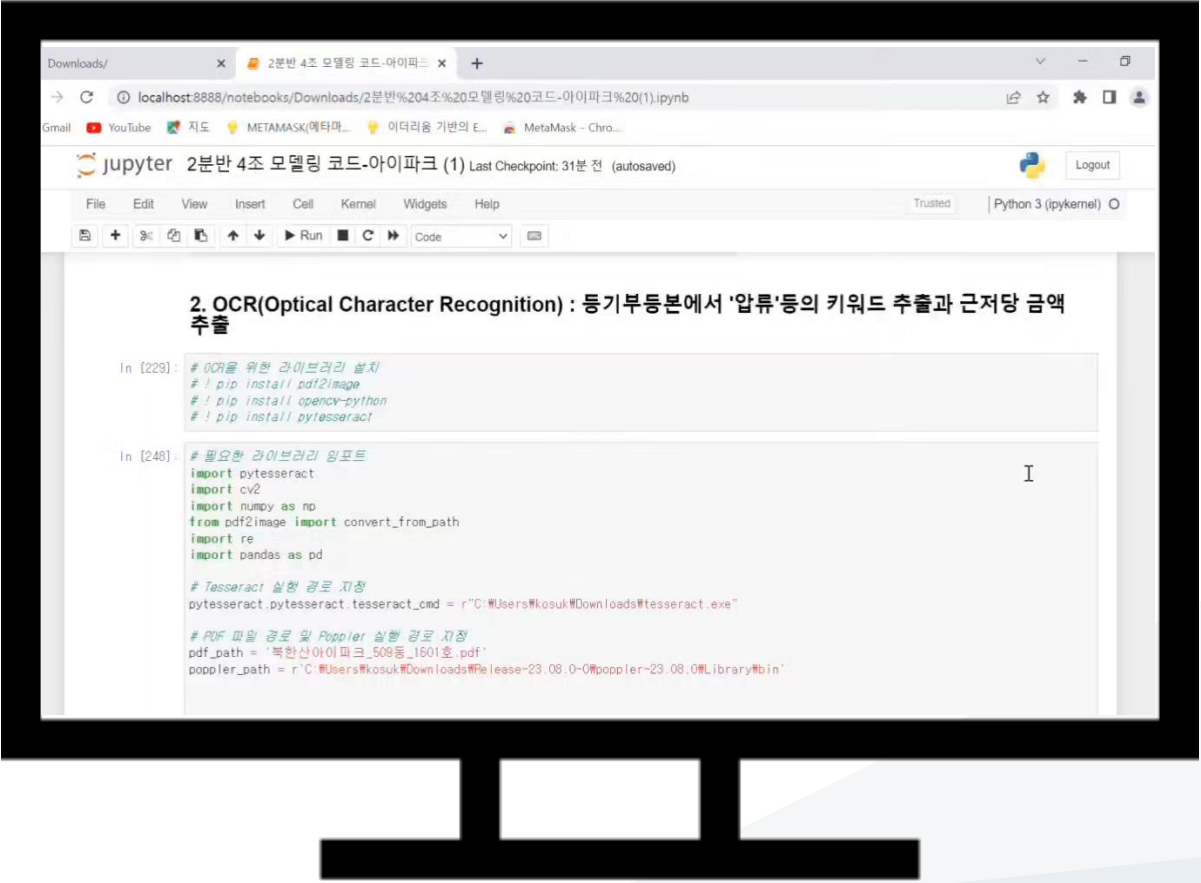 Downloads/
2분반 4조 모델링 코드-아이파크
localhost:8888/notebooks/Downloads/2분반%204조%20모델링%20코드-아이파크%20(1).ipynb
Gmail YouTube 지도 METAMASK(메타마... 이더리움 기반의 E... MetaMask - Chro...
jupyter 2분반 4조 모델링 코드-아이파크 (1) Last Checkpoint: 31분 전 (autosaved) Logout
File Edit View Insert Cell Kernel Widgets Help Trusted Python 3 (ipykernel)
Run Code
2. OCR(Optical Character Recognition) : 등기부등본에서 '압류'등의 키워드 추출과 근저당 금액
추출
In [229]: # OCR을 위한 라이브러리 설치
# ! pip install pdf2image
# ! pip install opencv-python
# ! pip install pytesseract
In [248]: # 필요한 라이브러리 임포트
import pytesseract
import cv2
import numpy as np
from pdf2image import convert_from_path
import re
import pandas as pd
# Tesseract 실행 경로 지정
pytesseract.pytesseract.tesseract_cmd = r"C:₩Users₩kosuk₩Downloads₩tesseract.exe"
# PDF 파일 경로 및 Poppler 실행 경로 지정
pdf_path = '북한산아이파크_509동_1601호.pdf'
poppler_path = r'C:₩Users₩kosuk₩Downloads₩Release-23.08.0-0₩poppler-23.08.0₩Library₩bin'